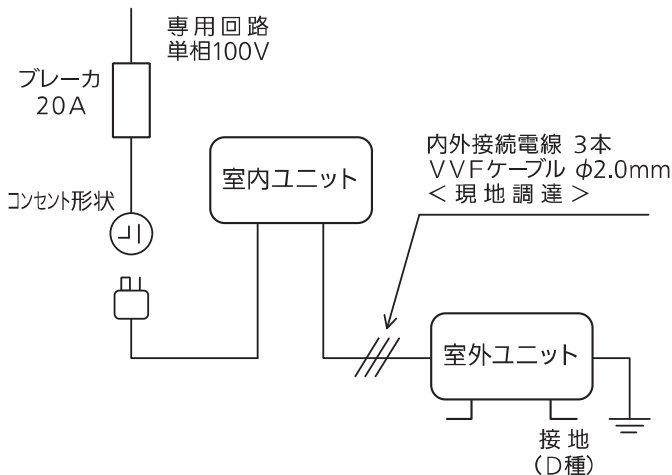 専用回路
単相100V
ブレーカ
20A
コンセント形状
室内ユニット
内外接続電線 3本
VVFケーブル φ2.0mm
<現地調達>
室外ユニット
接地
(D種)